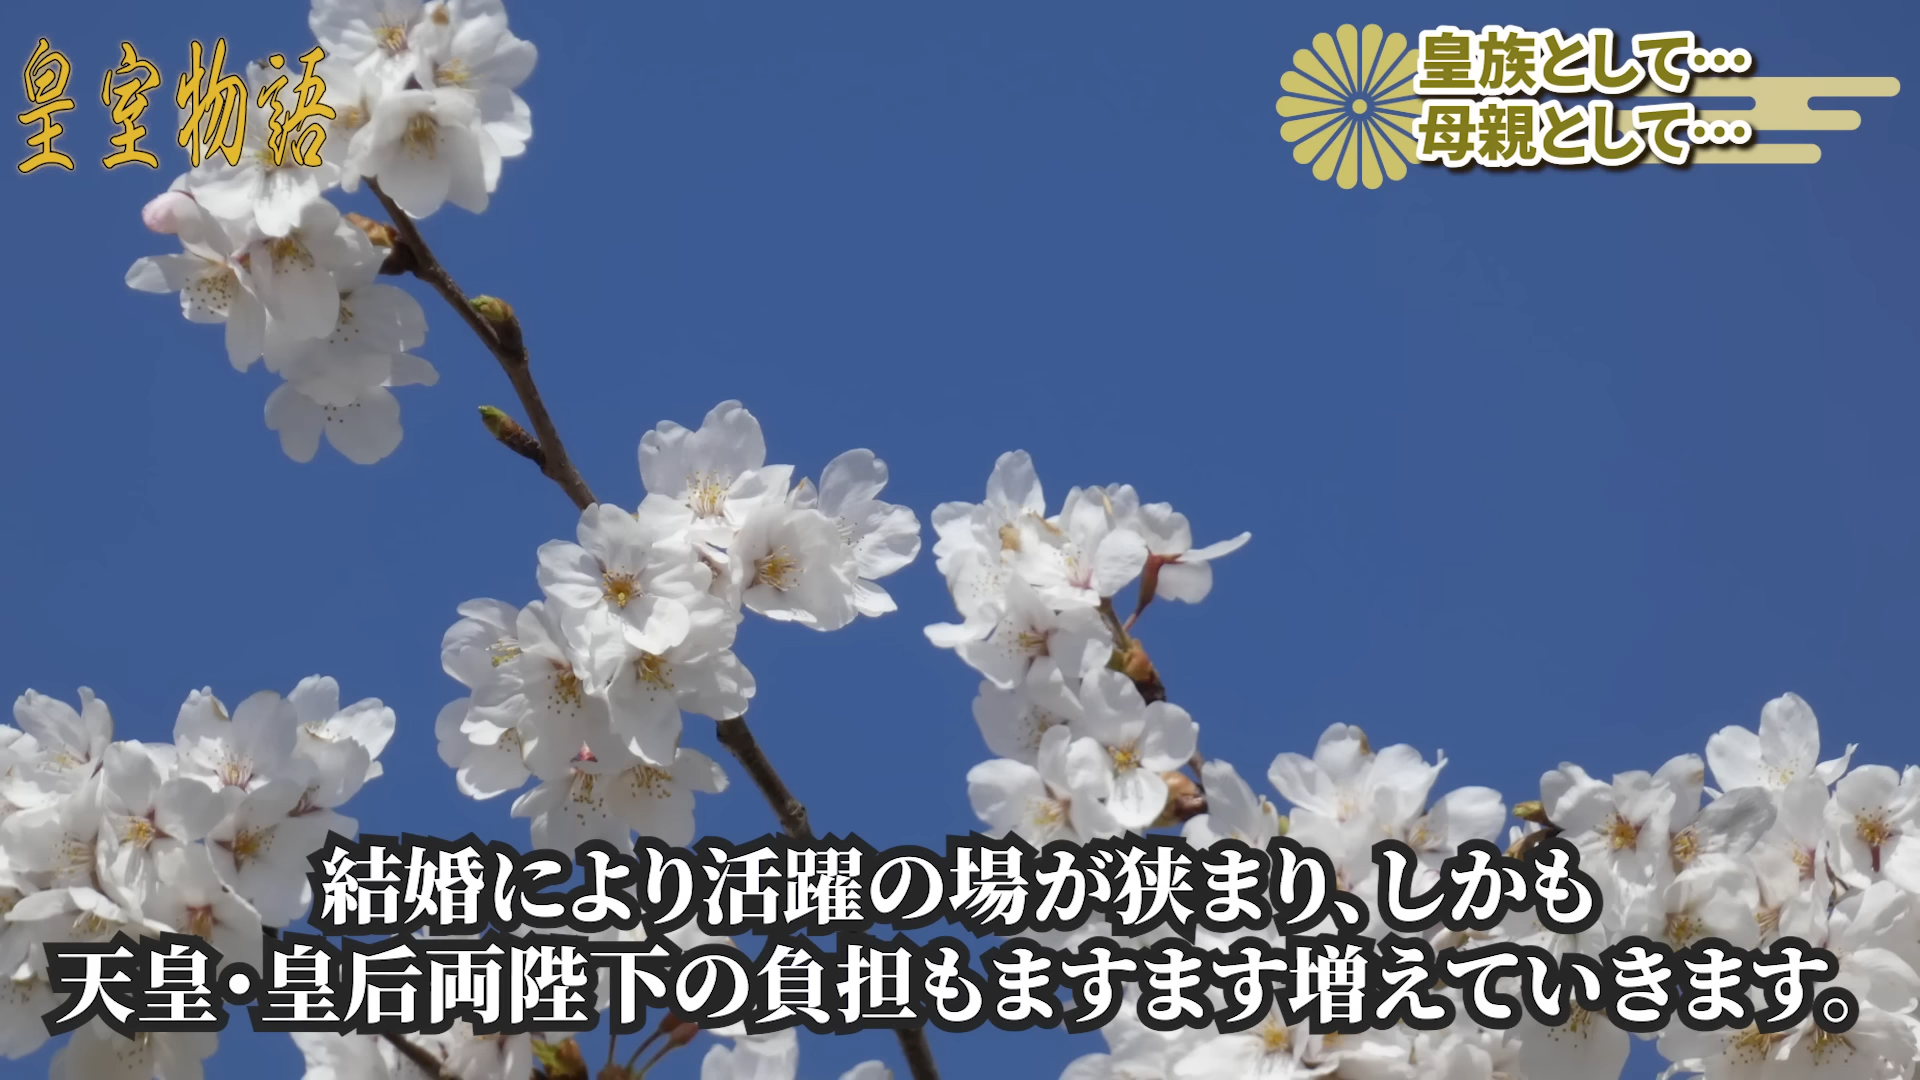 皇室物語
皇族として…
母親として…
結婚により活躍の場が狭まり、しかも
天皇・皇后両陛下の負担もますます増えていきます。